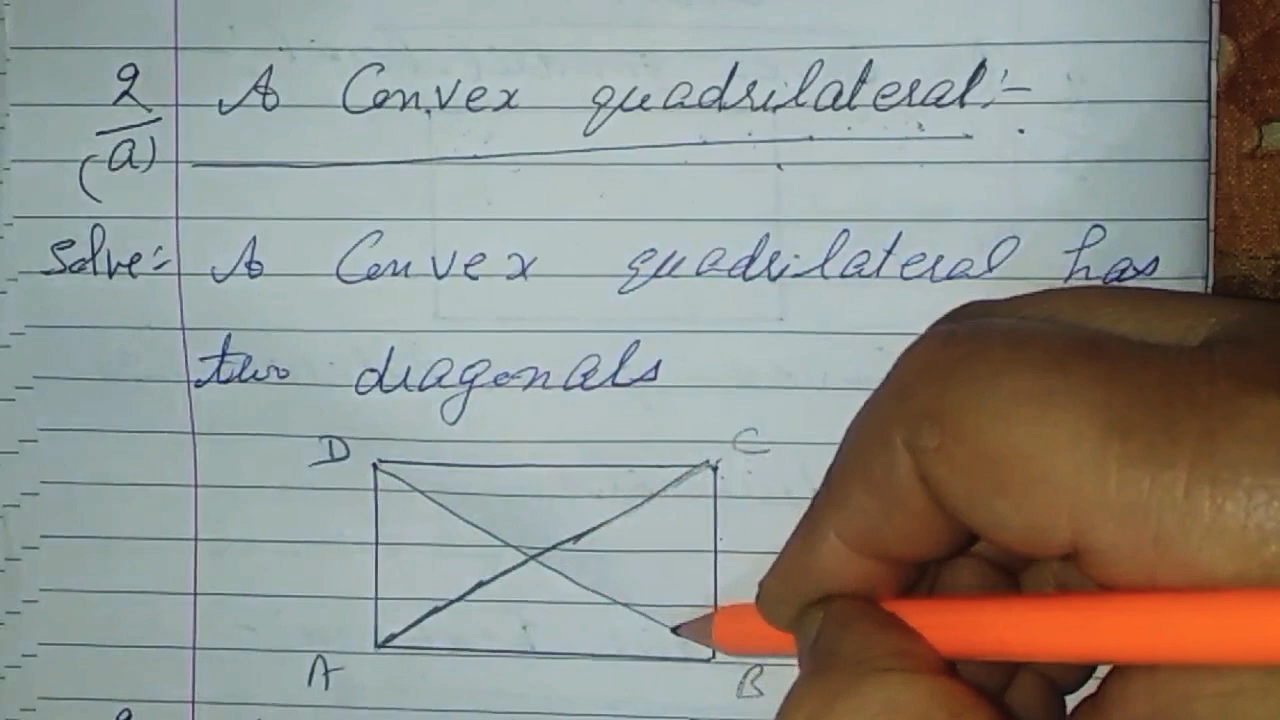 2
(a)
A Convex quadrilateral:-
Solve:- A Convex quadrilateral has
two diagonals
D
C
A
B